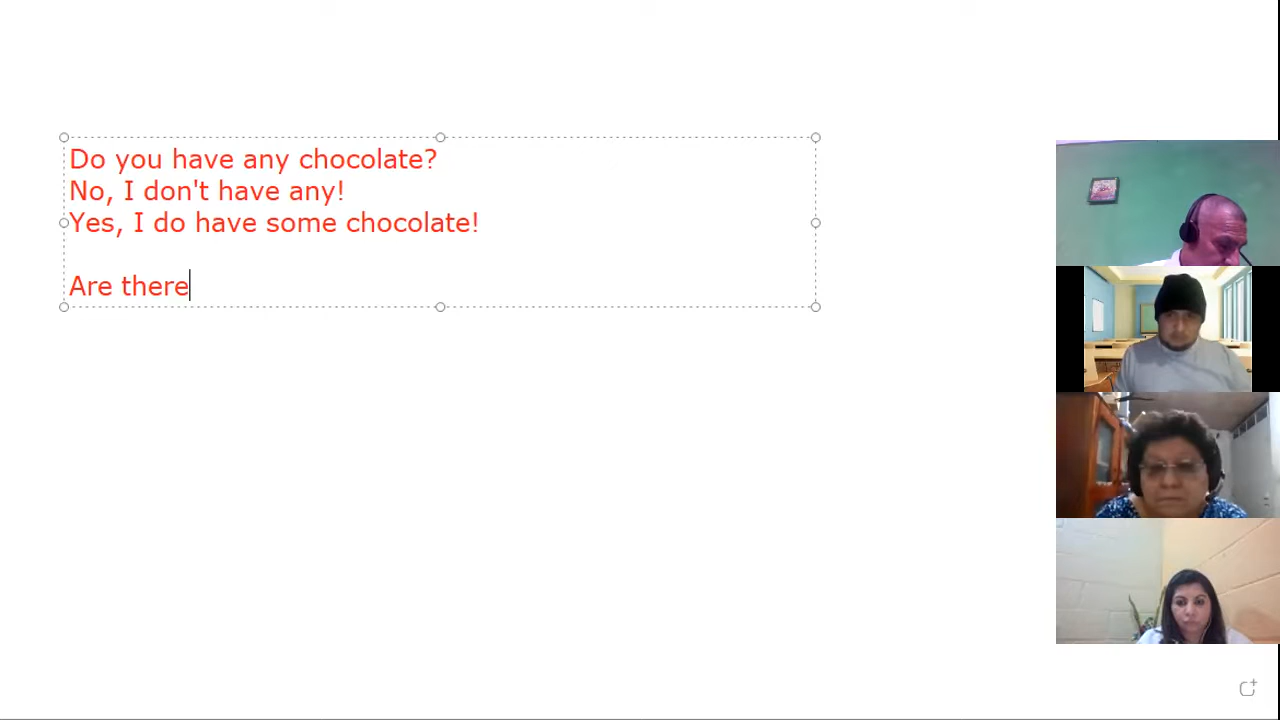 Do you have any chocolate?
No, I don't have any!
Yes, I do have some chocolate!
Are there